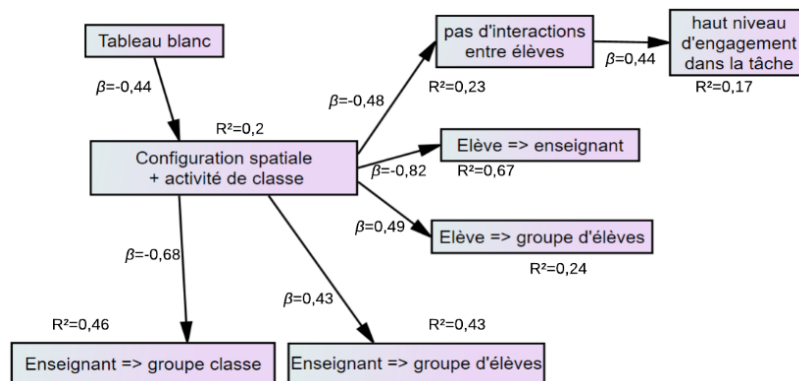 Tableau blanc
pas d'interactions
entre élèves
haut niveau
d'engagement
dans la tâche
β=0,44
β=-0,44
R²=0,23
R²=0,17
β=-0,48
R²=0,2
Configuration spatiale
+ activité de classe
Elève => enseignant
β=-0,82
R²=0,67
β=0,49
Elève => groupe d'élèves
β=-0,68
R²=0,24
β=0,43
R²=0,46
R²=0,43
Enseignant => groupe classe
Enseignant => groupe d'élèves